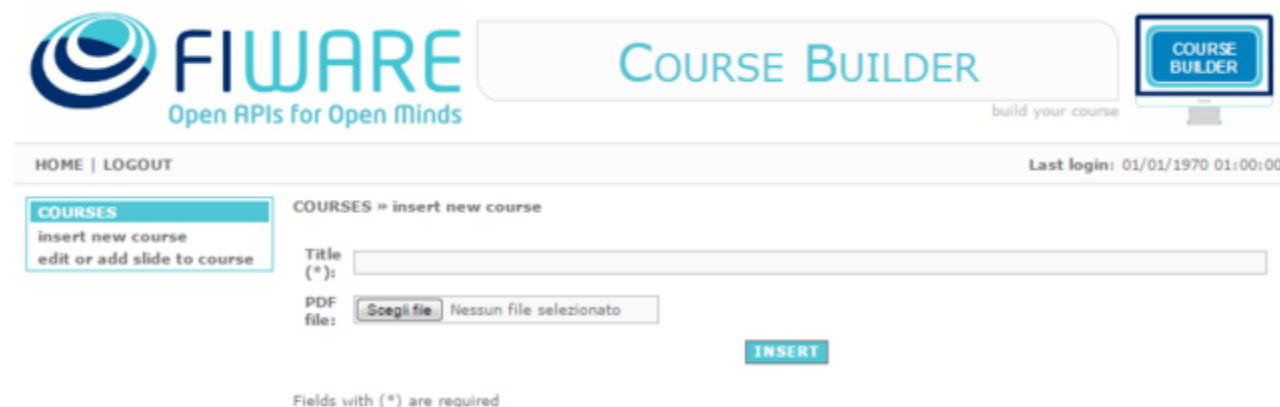 FIWARE
Open APIs for Open Minds
COURSE BUILDER
build your course
COURSE
BUILDER
HOME | LOGOUT
Last login: 01/01/1970 01:00:00
COURSES
insert new course
edit or add slide to course
COURSES » insert new course
Title
(*):
PDF
file:
Scegli file Nessun file selezionato
INSERT
Fields with (*) are required